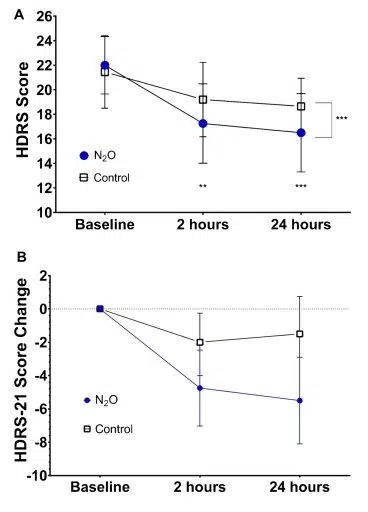 A
HDRS Score
26
24
22
20
18
16
14
12
10
N₂O
Control
**
***
***
Baseline
2 hours
24 hours
B
HDRS-21 Score Change
2
0
-2
-4
-6
-8
-10
N₂O
Control
Baseline
2 hours
24 hours